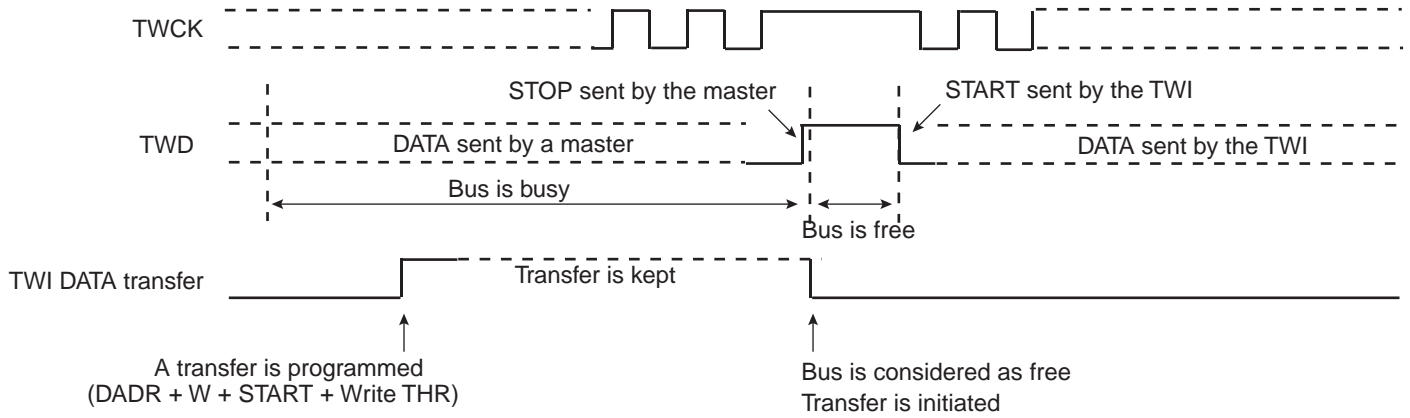 TWCK
STOP sent by the master
START sent by the TWI
TWD
DATA sent by a master
DATA sent by the TWI
Bus is busy
Bus is free
TWI DATA transfer
Transfer is kept
A transfer is programmed
(DADR + W + START + Write THR)
Bus is considered as free
Transfer is initiated